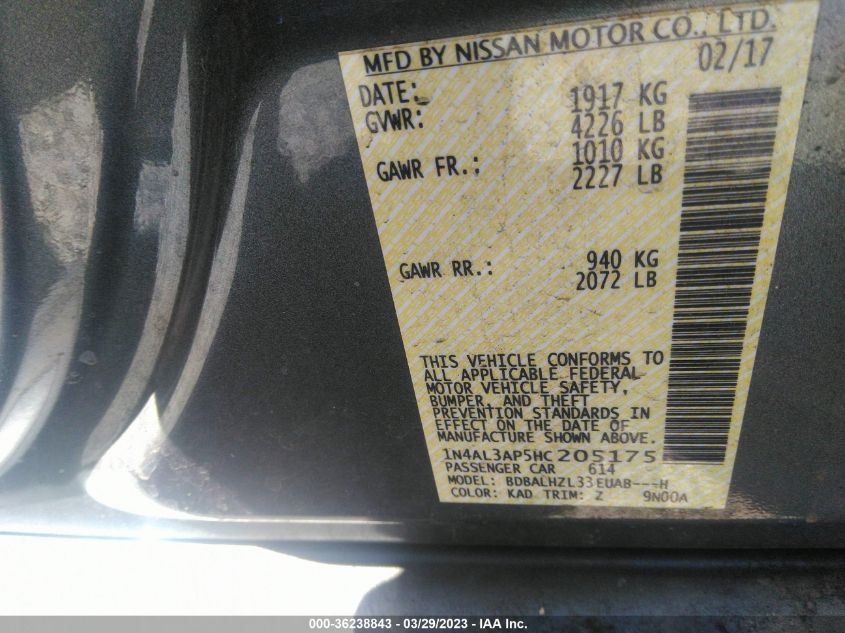 MFD BY NISSAN MOTOR CO., LTD.
DATE: 02/17
GVWR: 1917 KG
4226 LB
GAWR FR.: 1010 KG
2227 LB
GAWR RR.: 940 KG
2072 LB
THIS VEHICLE CONFORMS TO
ALL APPLICABLE FEDERAL
MOTOR VEHICLE SAFETY,
BUMPER, AND THEFT
PREVENTION STANDARDS IN
EFFECT ON THE DATE OF
MANUFACTURE SHOWN ABOVE.
1N4AL3AP5HC205175
PASSENGER CAR 614
MODEL: BDBALHZL33EUAB---H
COLOR: KAD TRIM: Z 9N00A
000-36238843 - 03/29/2023 - IAA Inc.